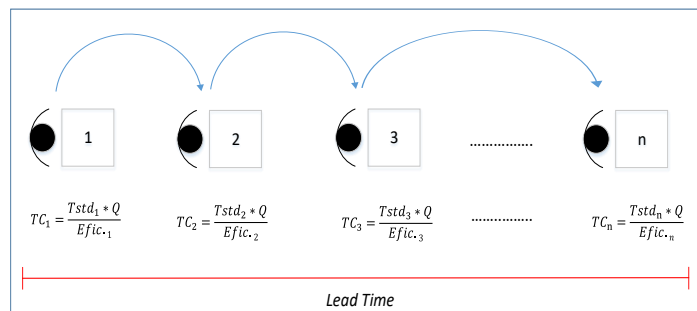 1 2 3 ............... n
TC₁ = Tstd₁ * Q / Efic.₁ TC₂ = Tstd₂ * Q / Efic.₂ TC₃ = Tstd₃ * Q / Efic.₃ ............... TCₙ = Tstdₙ * Q / Efic.ₙ
Lead Time